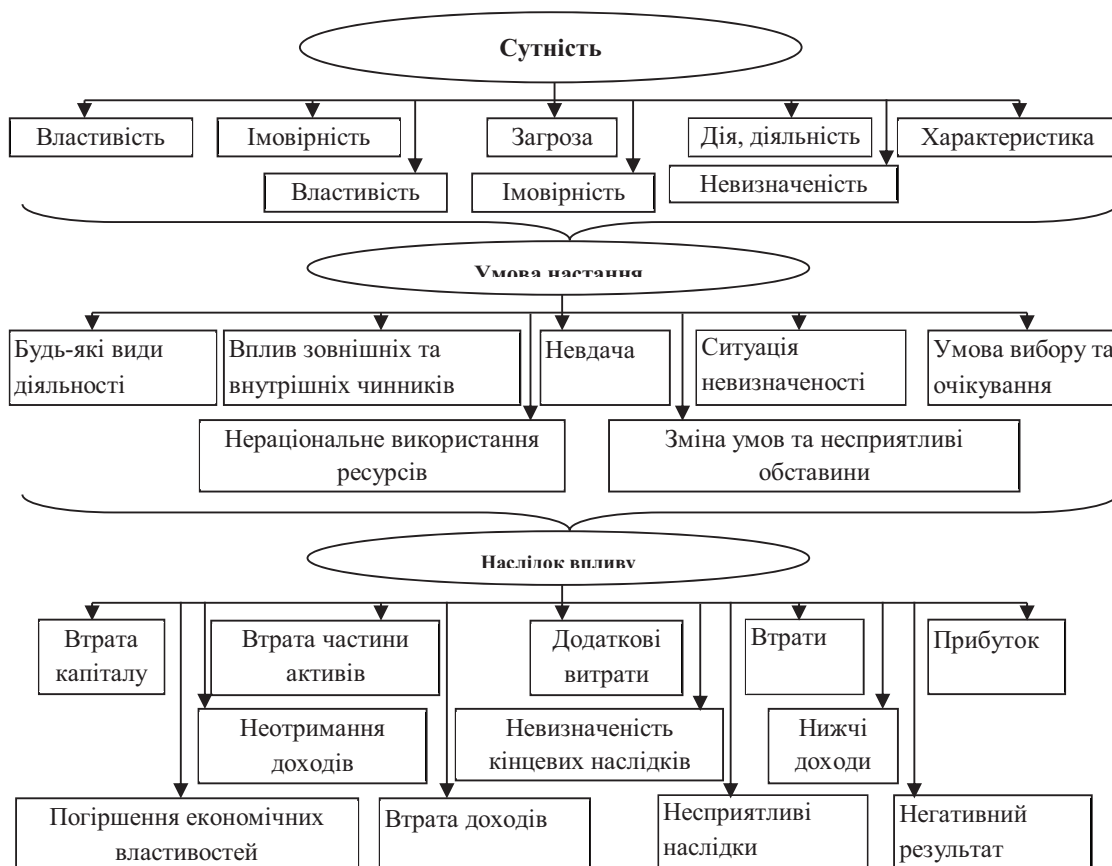 Сутність
Властивість
Імовірність
Загроза
Дія, діяльність
Характеристика
Властивість
Імовірність
Невизначеність
Умова настання
Будь-які види
діяльності
Вплив зовнішніх та
внутрішніх чинників
Невдача
Ситуація
невизначеності
Умова вибору та
очікування
Нераціональне використання
ресурсів
Зміна умов та несприятливі
обставини
Наслідок впливу
Втрата
капіталу
Втрата частини
активів
Додаткові
витрати
Втрати
Прибуток
Неотримання
доходів
Невизначеність
кінцевих наслідків
Нижчі
доходи
Погіршення економічних
властивостей
Втрата доходів
Несприятливі
наслідки
Негативний
результат